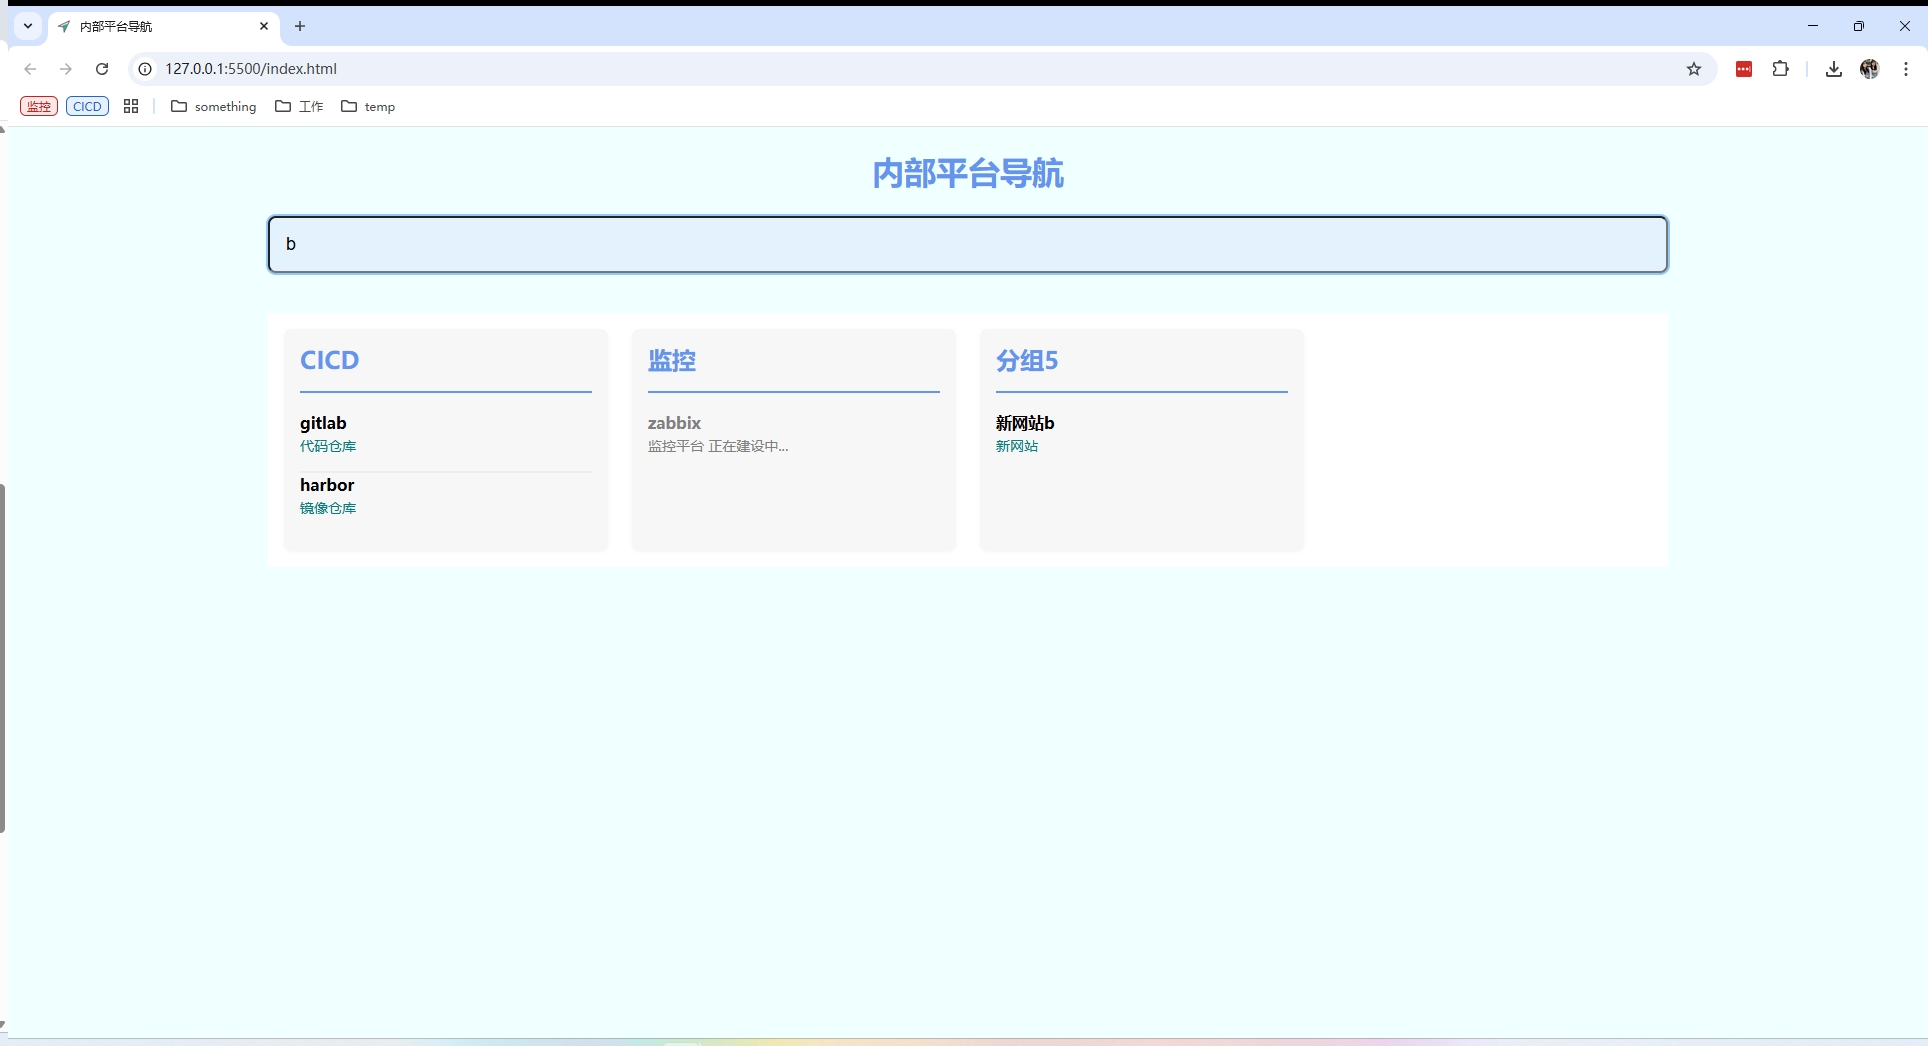 内部平台导航
127.0.0.1:5500/index.html
监控 CICD something 工作 temp
内部平台导航
b
CICD
gitlab
代码仓库
harbor
镜像仓库
监控
zabbix
监控平台 正在建设中...
分组5
新网站b
新网站